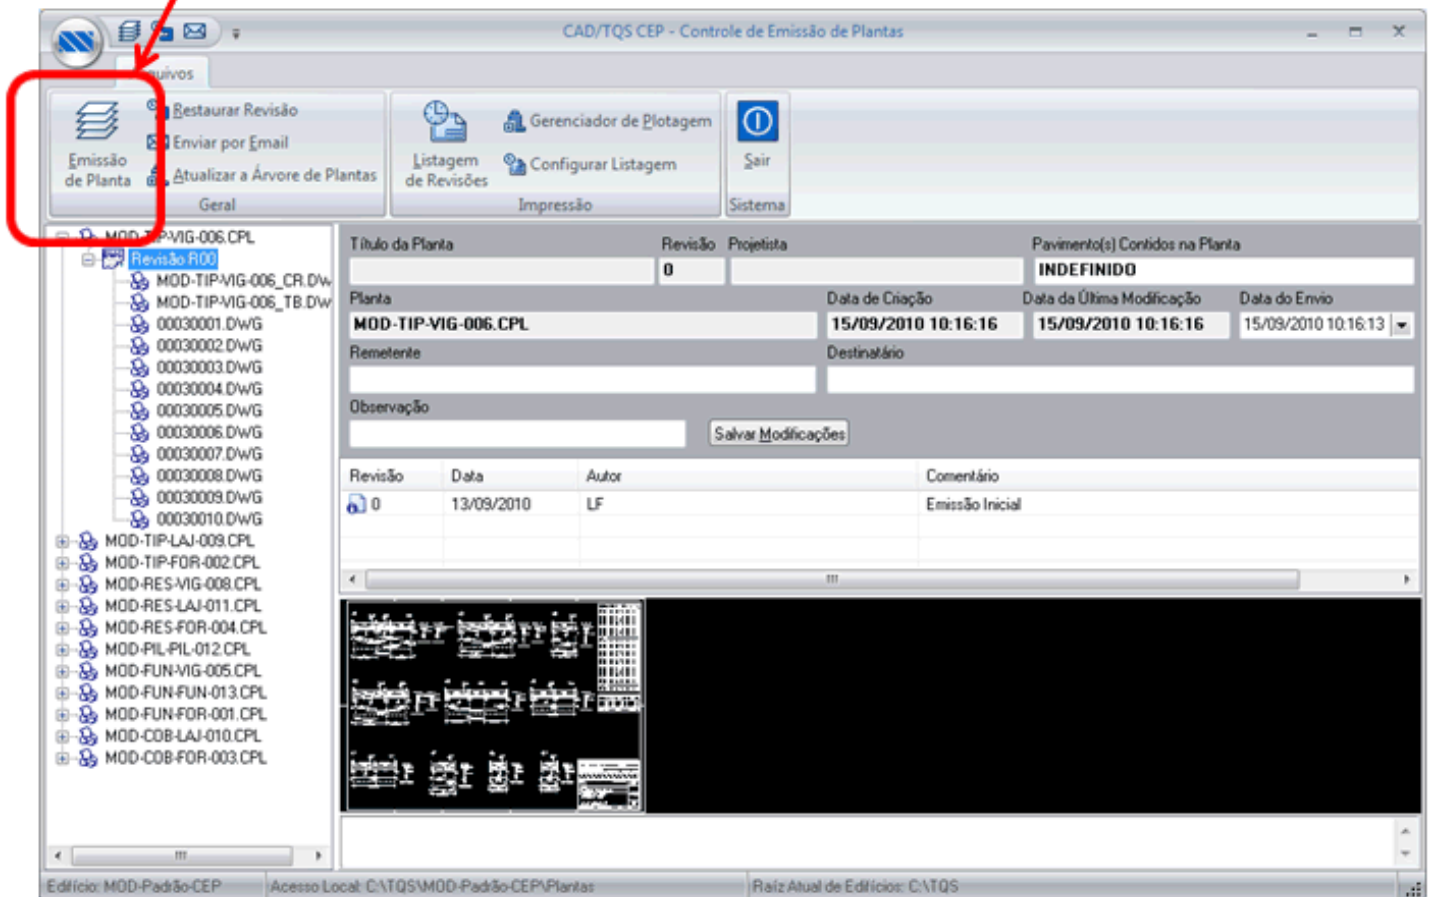 CAD/TQS CEP - Controle de Emissão de Plantas
quivos
Restaurar Revisão
Enviar por Email
Atualizar a Árvore de Plantas
Emissão
de Planta
Geral
Listagem
de Revisões
Gerenciador de Plotagem
Configurar Listagem
Impressão
Sair
Sistema
MOD-TIP-VIG-006.CPL
Revisão R00
MOD-TIP-VIG-006_CR.DW
MOD-TIP-VIG-006_TB.DW
00030001.DWG
00030002.DWG
00030003.DWG
00030004.DWG
00030005.DWG
00030006.DWG
00030007.DWG
00030008.DWG
00030009.DWG
00030010.DWG
MOD-TIP-LAJ-009.CPL
MOD-TIP-FOR-002.CPL
MOD-RES-VIG-008.CPL
MOD-RES-LAJ-011.CPL
MOD-RES-FOR-004.CPL
MOD-PIL-PIL-012.CPL
MOD-FUN-VIG-005.CPL
MOD-FUN-FUN-013.CPL
MOD-FUN-FOR-001.CPL
MOD-COB-LAJ-010.CPL
MOD-COB-FOR-003.CPL
Título da Planta Revisão Projetista Pavimento(s) Contidos na Planta
0 INDEFINIDO
Planta Data de Criação Data da Última Modificação Data do Envio
MOD-TIP-VIG-006.CPL 15/09/2010 10:16:16 15/09/2010 10:16:16 15/09/2010 10:16:13
Remetente Destinatário
Observação
Salvar Modificações
Revisão Data Autor Comentário
0 13/09/2010 LF Emissão Inicial
Edifício: MOD-Padrão-CEP Acesso Local: C:\TQS\MOD-Padrão-CEP\Plantas Raíz Atual de Edifícios: C:\TQS